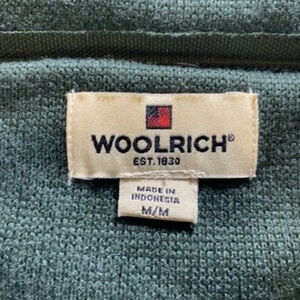 WOOLRICH®
EST. 1830
MADE IN
INDONESIA
M/M